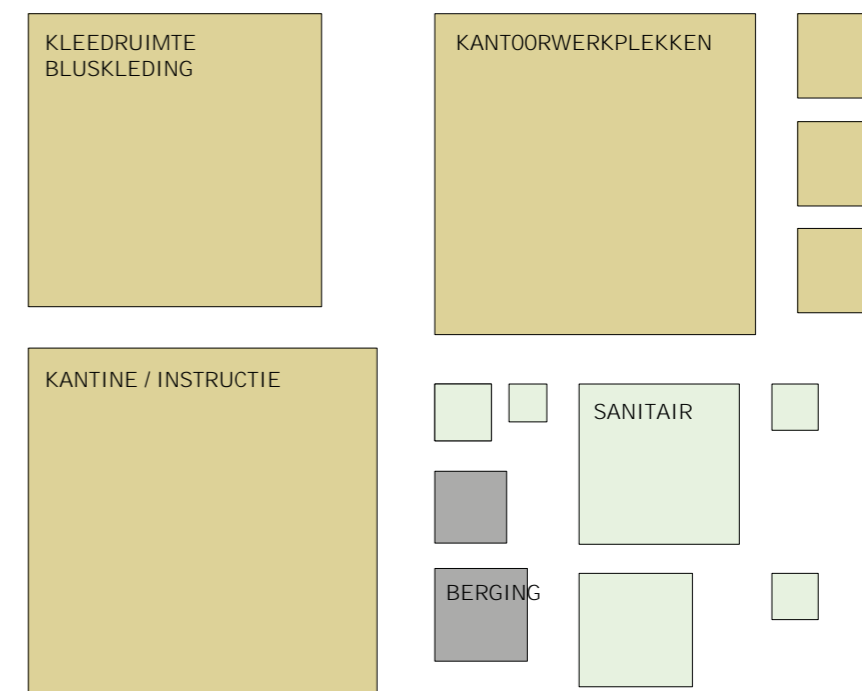 KLEEDRUIMTE
BLUSKLEDING
KANTOORWERKPLEKKEN
KANTINE / INSTRUCTIE
SANITAIR
BERGING